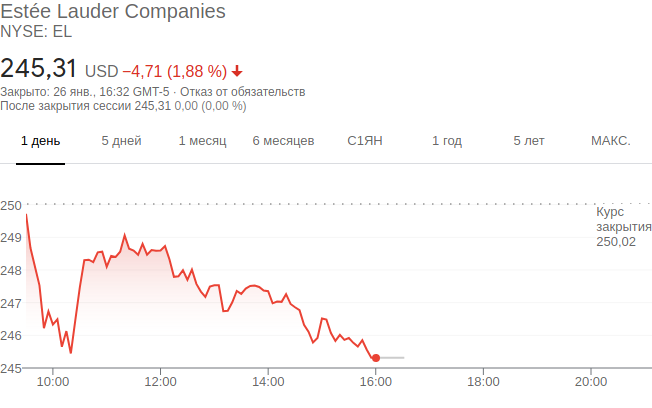 Estée Lauder Companies
NYSE: EL
245,31 USD −4,71 (1,88 %)
Закрыто: 26 янв., 16:32 GMT-5 · Отказ от обязательств
После закрытия сессии 245,31 0,00 (0,00 %)
1 день 5 дней 1 месяц 6 месяцев С1ЯН 1 год 5 лет МАКС.
250
Курс
закрытия
250,02
249
248
247
246
245
10:00 12:00 14:00 16:00 18:00 20:00